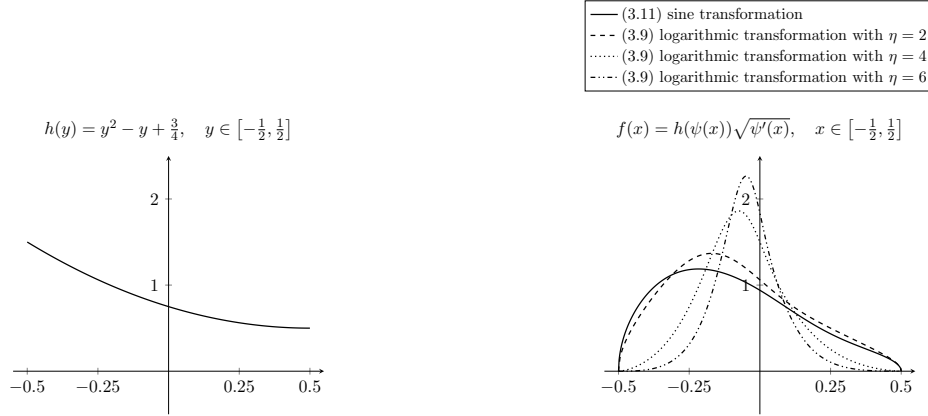 (3.11) sine transformation
(3.9) logarithmic transformation with η = 2
(3.9) logarithmic transformation with η = 4
(3.9) logarithmic transformation with η = 6
h(y) = y² − y + 3/4, y ∈ [−1/2, 1/2]
2
1
−0.5 −0.25 0.25 0.5
f(x) = h(ψ(x))√ψ′(x), x ∈ [−1/2, 1/2]
2
1
−0.5 −0.25 0.25 0.5